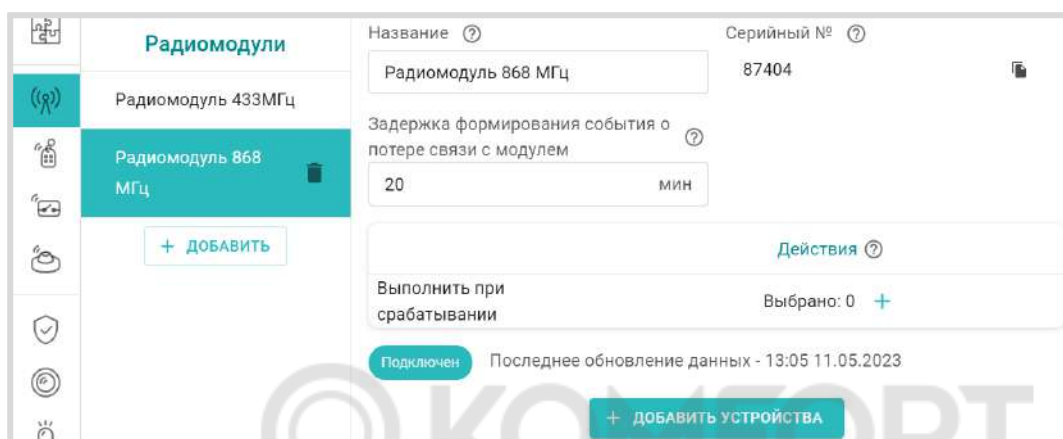 Радиомодули
Радиомодуль 433МГц
Радиомодуль 868
МГц
+ ДОБАВИТЬ
Название ?
Радиомодуль 868 МГц
Серийный № ?
87404
Задержка формирования события о
потере связи с модулем ?
20 мин
Действия ?
Выполнить при
срабатывании
Выбрано: 0 +
Подключен Последнее обновление данных - 13:05 11.05.2023
+ ДОБАВИТЬ УСТРОЙСТВА
КОМФОРТ